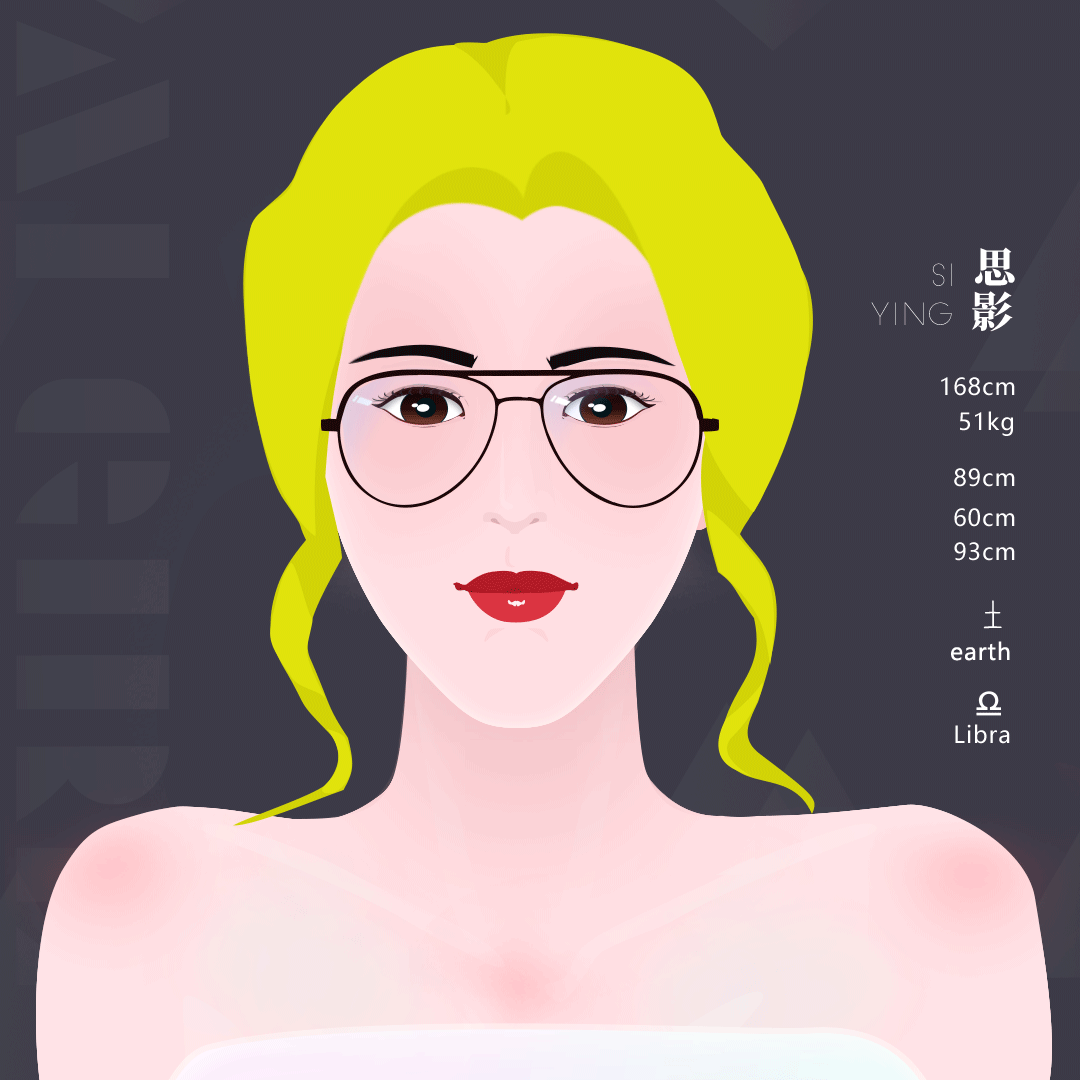 思影
SI
YING
168cm
51kg
89cm
60cm
93cm
土
earth
♎
Libra